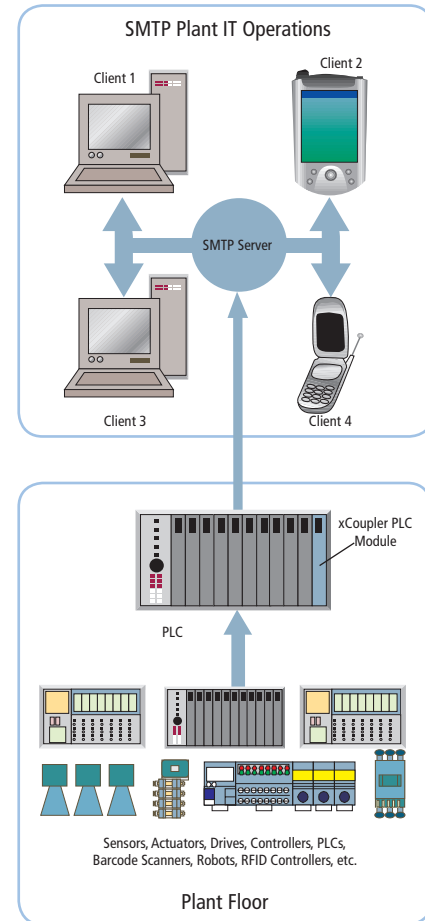 SMTP Plant IT Operations
Client 1
Client 2
SMTP Server
Client 3
Client 4
xCoupler PLC
Module
PLC
Sensors, Actuators, Drives, Controllers, PLCs,
Barcode Scanners, Robots, RFID Controllers, etc.
Plant Floor